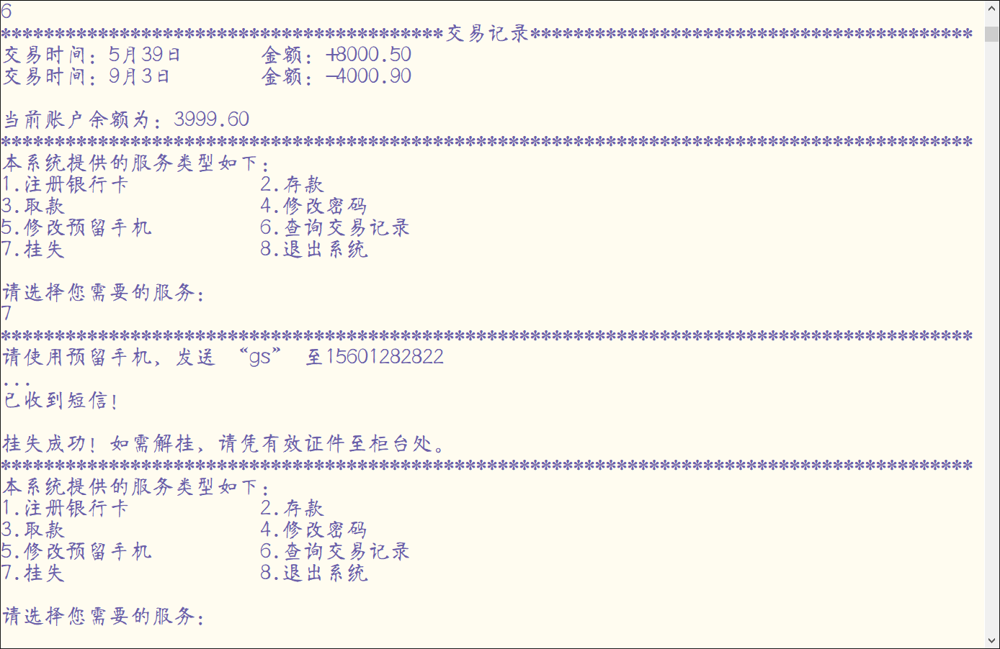 6
*****************************************交易记录*****************************************
交易时间：5月39日 金额：+8000.50
交易时间：9月3日 金额：-4000.90
当前账户余额为：3999.60
******************************************************************************************
本系统提供的服务类型如下：
1.注册银行卡 2.存款
3.取款 4.修改密码
5.修改预留手机 6.查询交易记录
7.挂失 8.退出系统
请选择您需要的服务：
7
******************************************************************************************
请使用预留手机，发送 “gs” 至15601282822
...
已收到短信！
挂失成功！如需解挂，请凭有效证件至柜台处。
******************************************************************************************
本系统提供的服务类型如下：
1.注册银行卡 2.存款
3.取款 4.修改密码
5.修改预留手机 6.查询交易记录
7.挂失 8.退出系统
请选择您需要的服务：